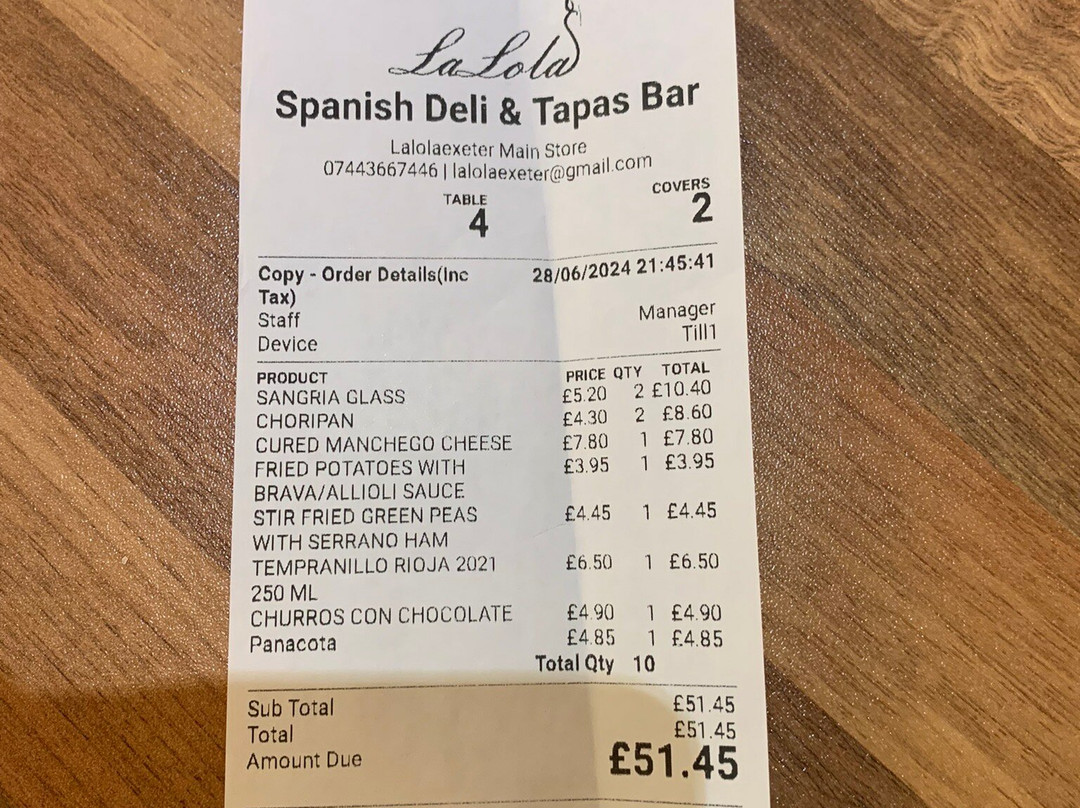 La Lola
Spanish Deli & Tapas Bar
Lalolaexeter Main Store
07443667446 | lalolaexeter@gmail.com
TABLE COVERS
4 2
Copy - Order Details(Inc 28/06/2024 21:45:41
Tax)
Staff Manager
Device Till1
PRODUCT PRICE QTY TOTAL
SANGRIA GLASS £5.20 2 £10.40
CHORIPAN £4.30 2 £8.60
CURED MANCHEGO CHEESE £7.80 1 £7.80
FRIED POTATOES WITH £3.95 1 £3.95
BRAVA/ALLIOLI SAUCE
STIR FRIED GREEN PEAS £4.45 1 £4.45
WITH SERRANO HAM
TEMPRANILLO RIOJA 2021 £6.50 1 £6.50
250 ML
CHURROS CON CHOCOLATE £4.90 1 £4.90
Panacota £4.85 1 £4.85
Total Qty 10
Sub Total £51.45
Total £51.45
Amount Due £51.45